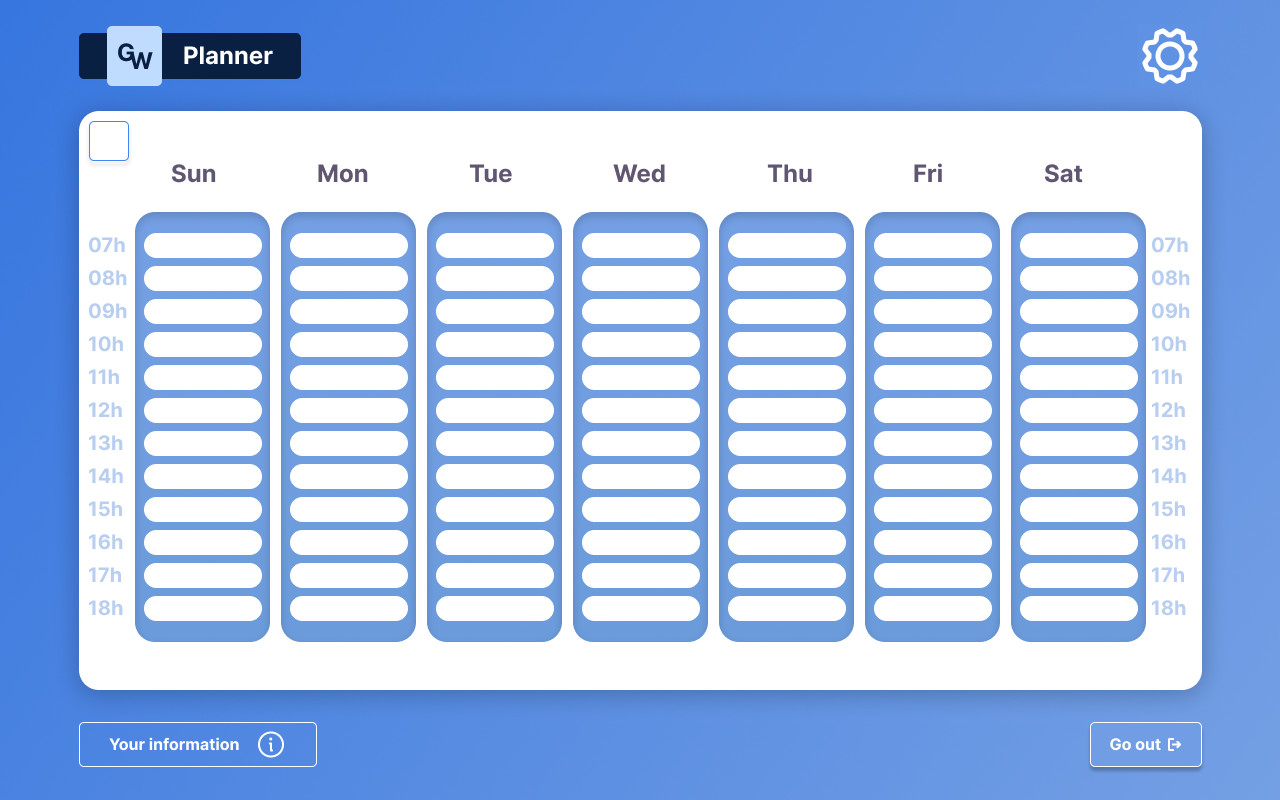 GW Planner
Sun Mon Tue Wed Thu Fri Sat
07h 07h
08h 08h
09h 09h
10h 10h
11h 11h
12h 12h
13h 13h
14h 14h
15h 15h
16h 16h
17h 17h
18h 18h
Your information Go out